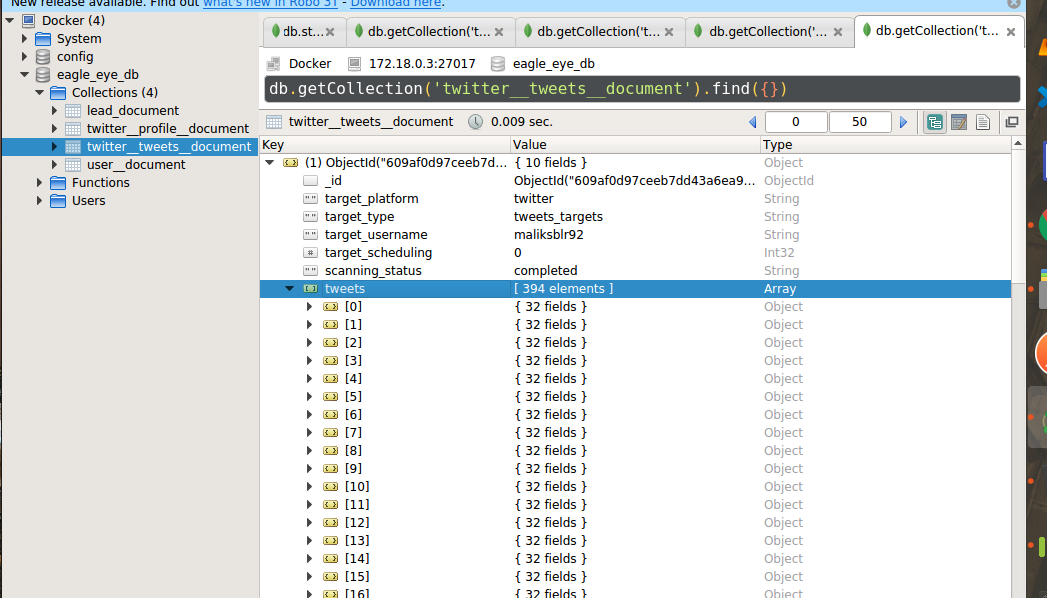 New release available. Find out what's new in Robo 3T - Download here.
Docker (4)
System
config
eagle_eye_db
Collections (4)
lead_document
twitter__profile__document
twitter__tweets__document
user__document
Functions
Users
db.st...
db.getCollection('t...
db.getCollection('t...
db.getCollection('...
db.getCollection('t...
Docker 172.18.0.3:27017 eagle_eye_db
db.getCollection('twitter__tweets__document').find({})
twitter__tweets__document 0.009 sec. 0 50
Key Value Type
(1) ObjectId("609af0d97ceeb7d... { 10 fields } Object
_id ObjectId("609af0d97ceeb7dd43a6ea9... ObjectId
target_platform twitter String
target_type tweets_targets String
target_username maliksblr92 String
target_scheduling 0 Int32
scanning_status completed String
tweets [ 394 elements ] Array
[0] { 32 fields } Object
[1] { 32 fields } Object
[2] { 32 fields } Object
[3] { 32 fields } Object
[4] { 32 fields } Object
[5] { 32 fields } Object
[6] { 32 fields } Object
[7] { 32 fields } Object
[8] { 32 fields } Object
[9] { 32 fields } Object
[10] { 32 fields } Object
[11] { 32 fields } Object
[12] { 32 fields } Object
[13] { 32 fields } Object
[14] { 32 fields } Object
[15] { 32 fields } Object
[16] { 32 fields } Object